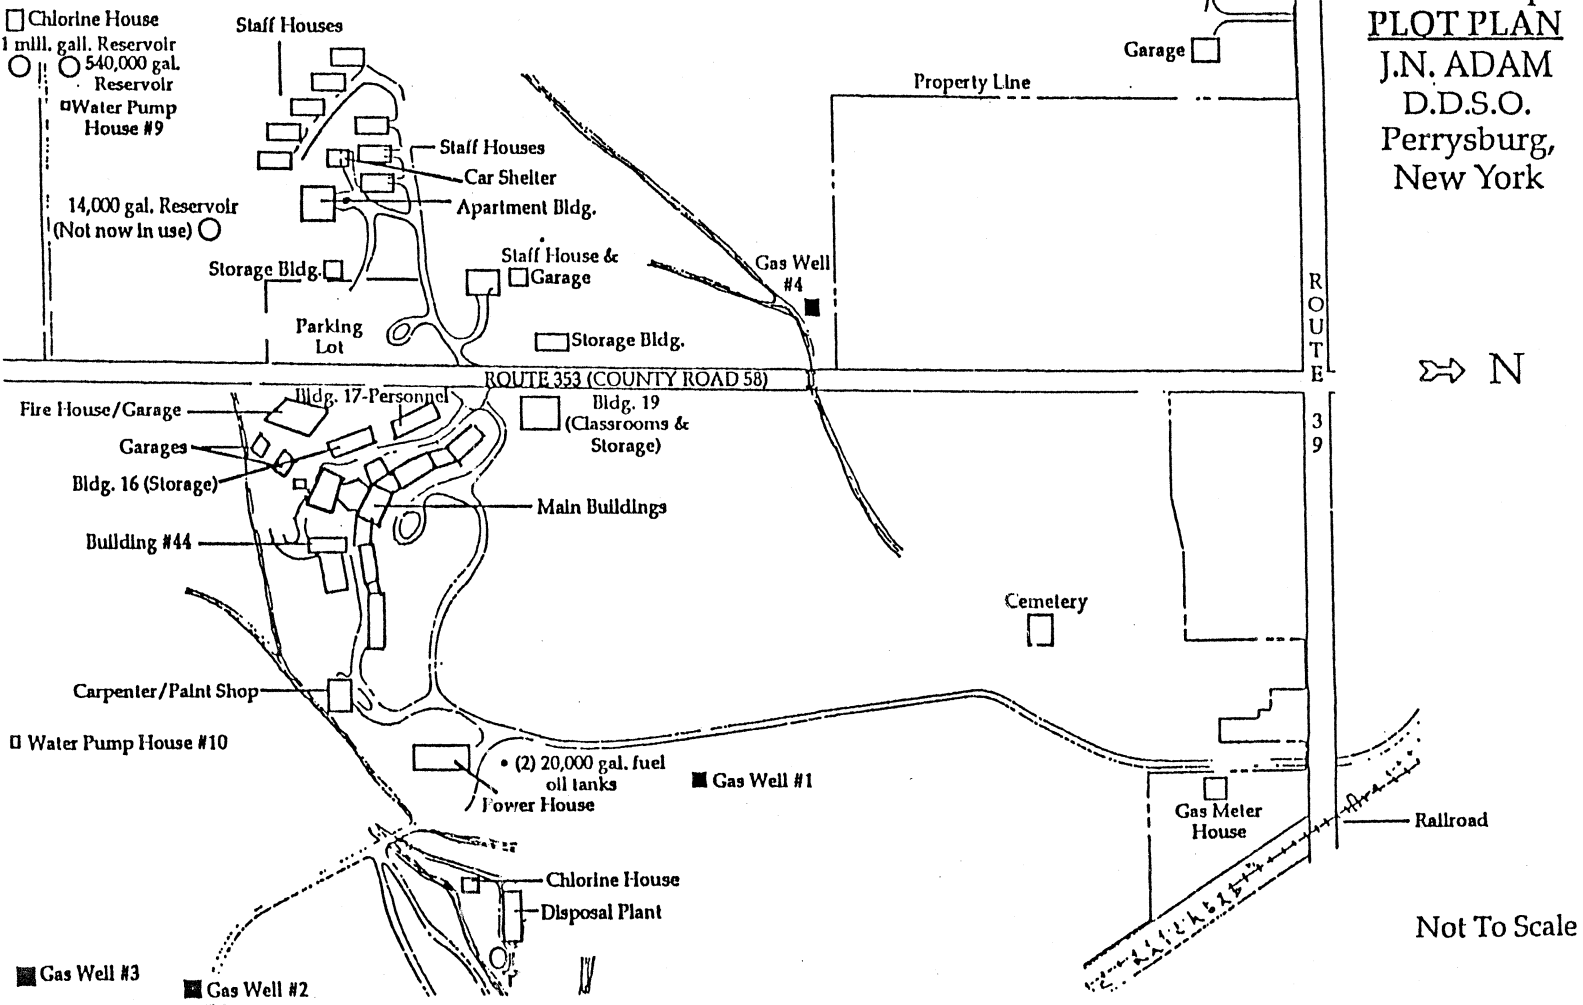 PLOT PLAN
J.N. ADAM
D.D.S.O.
Perrysburg,
New York
Chlorine House
1 mill. gall. Reservoir
540,000 gal.
Reservoir
Water Pump
House #9
Staff Houses
Garage
Property Line
Staff Houses
Car Shelter
Apartment Bldg.
14,000 gal. Reservoir
(Not now in use)
Storage Bldg.
Staff House &
Garage
Gas Well
#4
Parking
Lot
Storage Bldg.
ROUTE 39
N
ROUTE 353 (COUNTY ROAD 58)
Bldg. 17-Personnel
Fire House/Garage
Bldg. 19
(Classrooms &
Storage)
Garages
Bldg. 16 (Storage)
Main Buildings
Building #44
Cemetery
Carpenter/Paint Shop
Water Pump House #10
(2) 20,000 gal. fuel
oil tanks
Power House
Gas Well #1
Gas Meter
House
Railroad
Chlorine House
Disposal Plant
Not To Scale
Gas Well #3
Gas Well #2